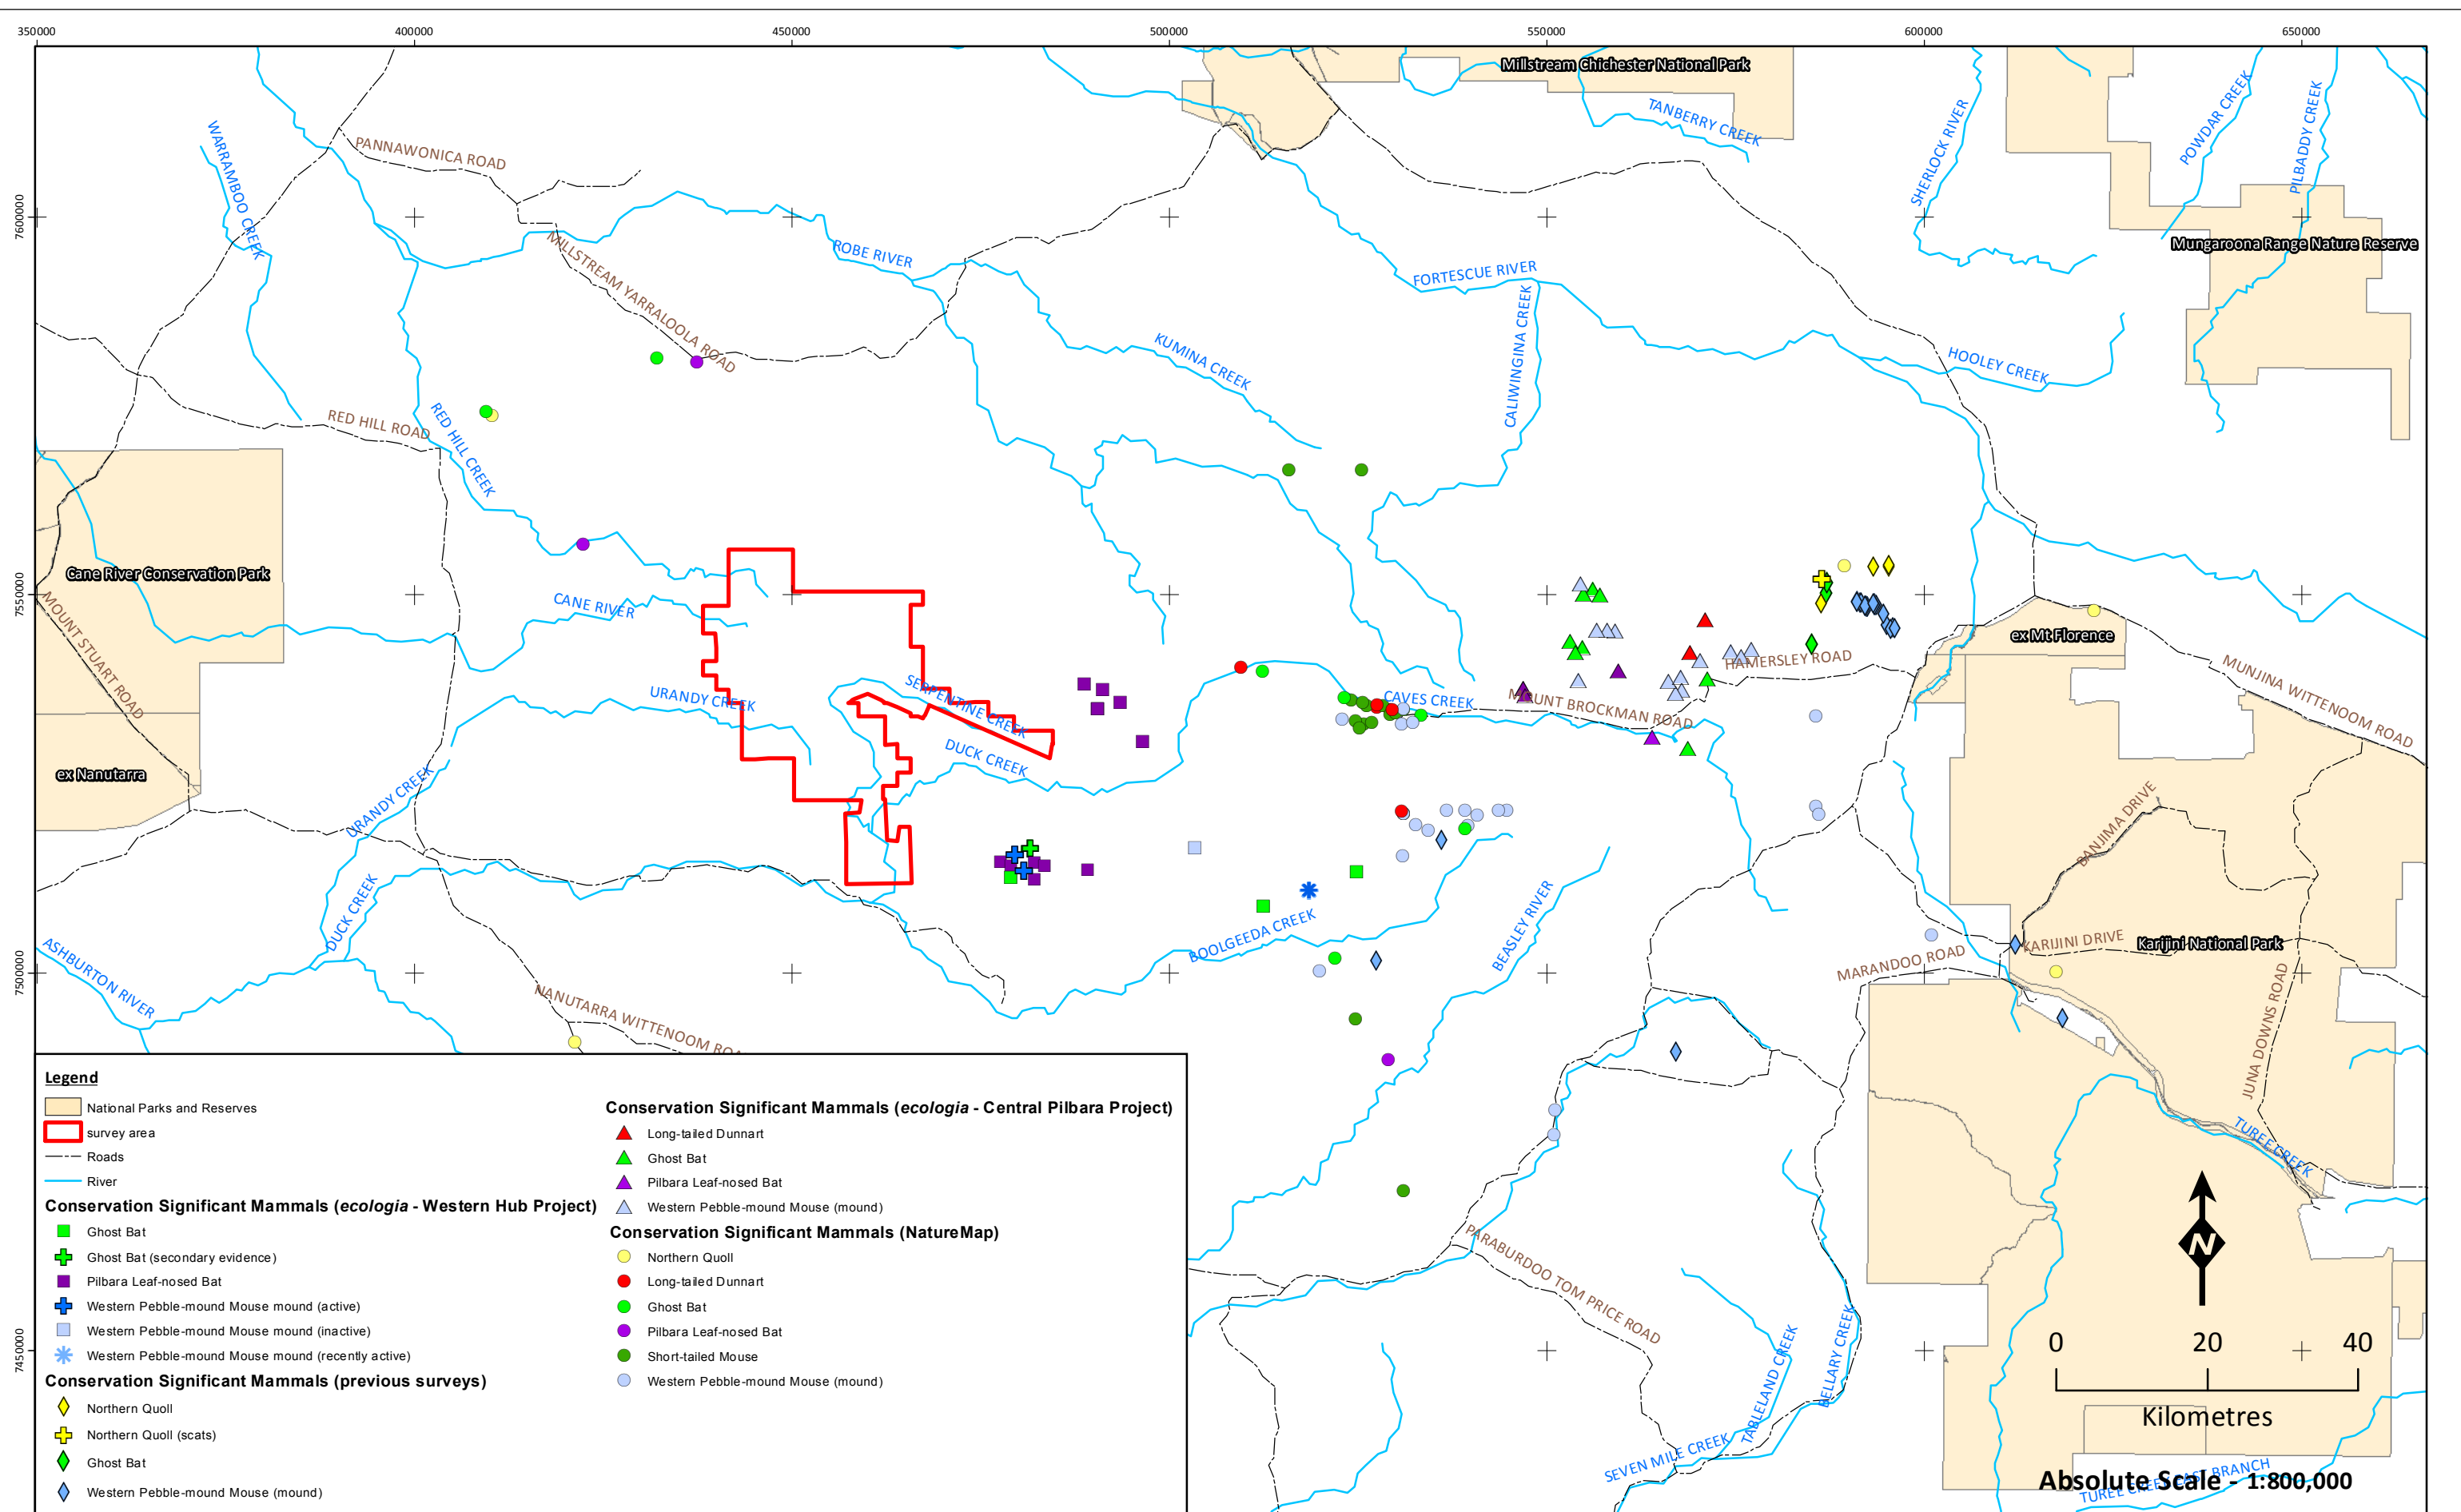 350000
400000
450000
500000
550000
600000
650000
7600000
7550000
7500000
7450000
Millstream Chichester National Park
TANBERRY CREEK
SHERLOCK RIVER
POWDAR CREEK
PILBADDY CREEK
WARRAMBOO CREEK
PANNAWONICA ROAD
MILLSTREAM YARRALOOLA ROAD
ROBE RIVER
Mungaroona Range Nature Reserve
FORTESCUE RIVER
KUMINA CREEK
CALIWINGINA CREEK
HOOLEY CREEK
RED HILL ROAD
RED HILL CREEK
Cane River Conservation Park
CANE RIVER
MOUNT STUART ROAD
ex Mt Florence
HAMERSLEY ROAD
MUNJINA WITTENOOM ROAD
URANDY CREEK
SERPENTINE CREEK
CAVES CREEK
MOUNT BROCKMAN ROAD
DUCK CREEK
ex Nanutarra
URANDY CREEK
BANJIMA DRIVE
DUCK CREEK
BEASLEY RIVER
BOOLGEEDA CREEK
KARIJINI DRIVE
Karijini National Park
MARANDOO ROAD
ASHBURTON RIVER
NANUTARRA WITTENOOM ROA
JUNA DOWNS ROAD
TUREE CREEK
PARABURDOO TOM PRICE ROAD
TABLELAND CREEK
BELLARY CREEK
SEVEN MILE CREEK
TUREE CREEK EAST BRANCH
Legend
National Parks and Reserves
survey area
Roads
River
Conservation Significant Mammals (ecologia - Western Hub Project)
Ghost Bat
Ghost Bat (secondary evidence)
Pilbara Leaf-nosed Bat
Western Pebble-mound Mouse mound (active)
Western Pebble-mound Mouse mound (inactive)
Western Pebble-mound Mouse mound (recently active)
Conservation Significant Mammals (previous surveys)
Northern Quoll
Northern Quoll (scats)
Ghost Bat
Western Pebble-mound Mouse (mound)
Conservation Significant Mammals (ecologia - Central Pilbara Project)
Long-tailed Dunnart
Ghost Bat
Pilbara Leaf-nosed Bat
Western Pebble-mound Mouse (mound)
Conservation Significant Mammals (NatureMap)
Northern Quoll
Long-tailed Dunnart
Ghost Bat
Pilbara Leaf-nosed Bat
Short-tailed Mouse
Western Pebble-mound Mouse (mound)
N
0 20 40
Kilometres
Absolute Scale - 1:800,000